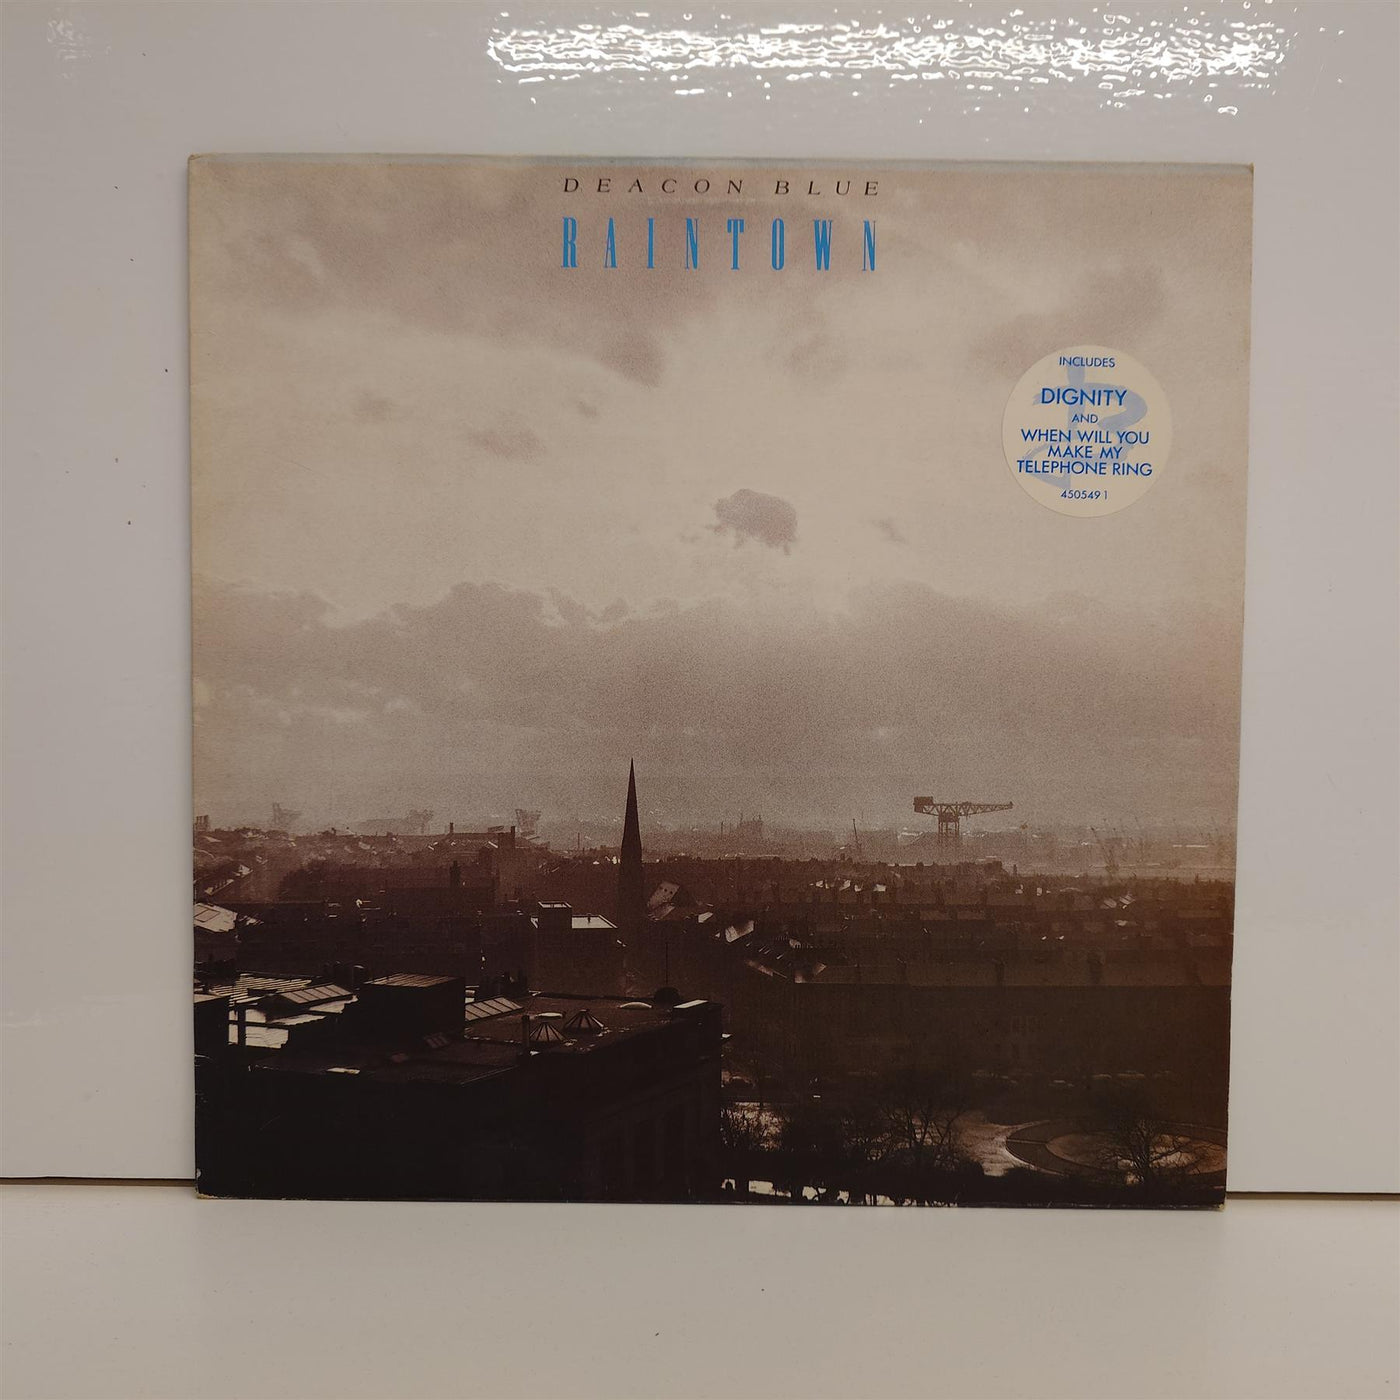 DEACON BLUE
RAINTOWN
INCLUDES
DIGNITY
AND
WHEN WILL YOU
MAKE MY
TELEPHONE RING
450549 1